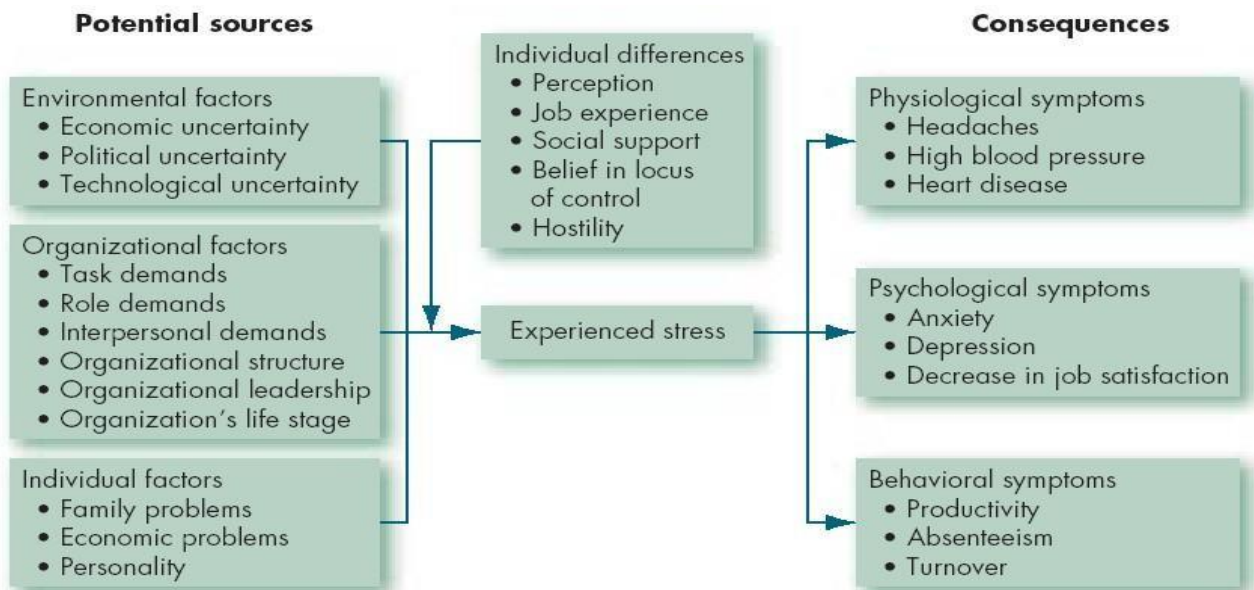 Potential sources
Environmental factors
• Economic uncertainty
• Political uncertainty
• Technological uncertainty
Organizational factors
• Task demands
• Role demands
• Interpersonal demands
• Organizational structure
• Organizational leadership
• Organization’s life stage
Individual factors
• Family problems
• Economic problems
• Personality
Individual differences
• Perception
• Job experience
• Social support
• Belief in locus
of control
• Hostility
Experienced stress
Consequences
Physiological symptoms
• Headaches
• High blood pressure
• Heart disease
Psychological symptoms
• Anxiety
• Depression
• Decrease in job satisfaction
Behavioral symptoms
• Productivity
• Absenteeism
• Turnover